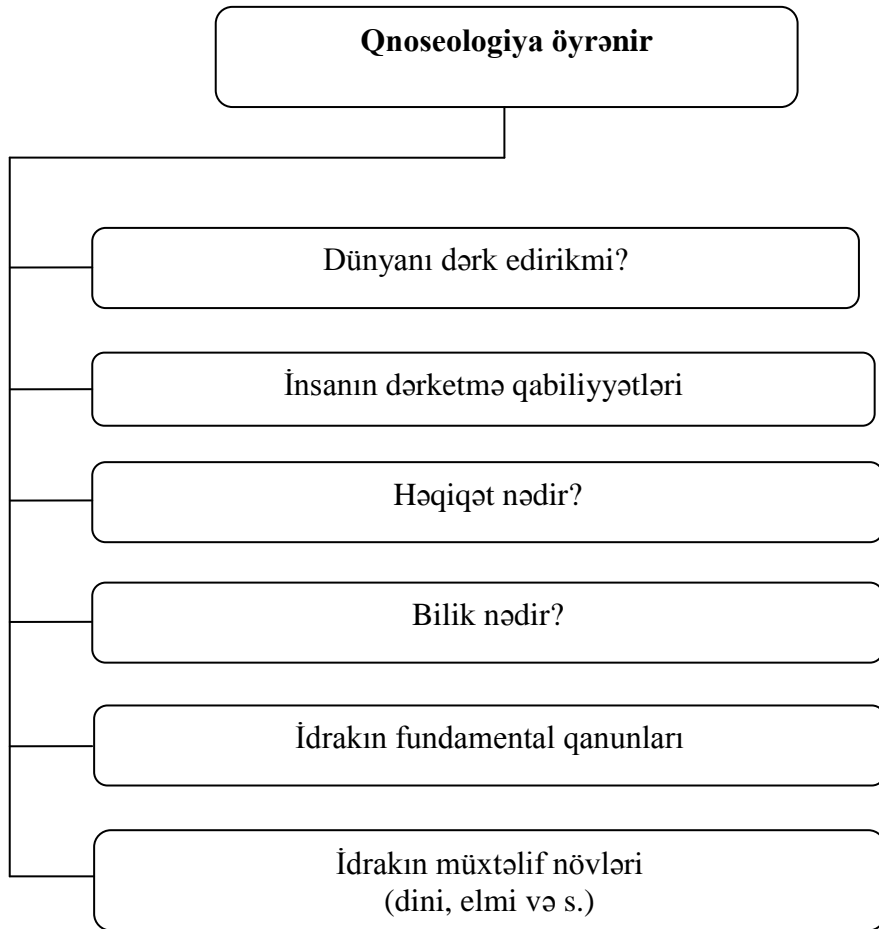 Qnoseologiya öyrənir
Dünyanı dərk edirikmi?
İnsanın dərketmə qabiliyyətləri
Həqiqət nədir?
Bilik nədir?
İdrakın fundamental qanunları
İdrakın müxtəlif növləri
(dini, elmi və s.)